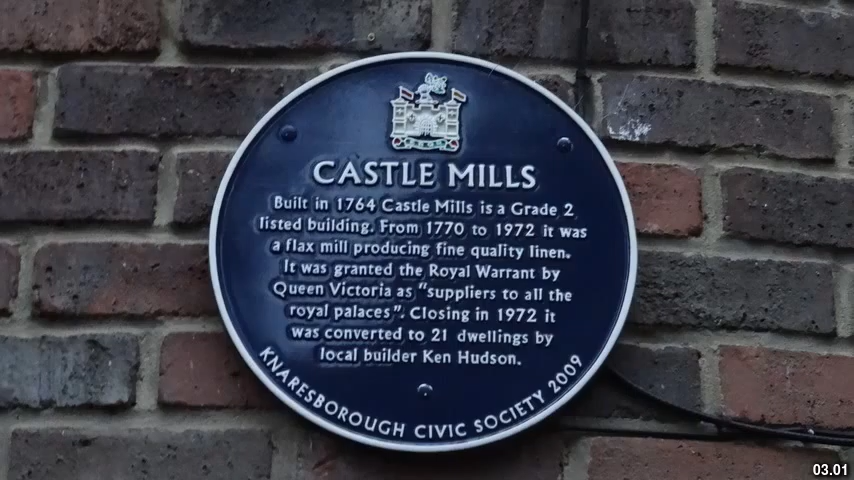 CASTLE MILLS
Built in 1764 Castle Mills is a Grade 2
listed building. From 1770 to 1972 it was
a flax mill producing fine quality linen.
It was granted the Royal Warrant by
Queen Victoria as "suppliers to all the
royal palaces". Closing in 1972 it
was converted to 21 dwellings by
local builder Ken Hudson.
KNARESBOROUGH CIVIC SOCIETY 2009
03.01